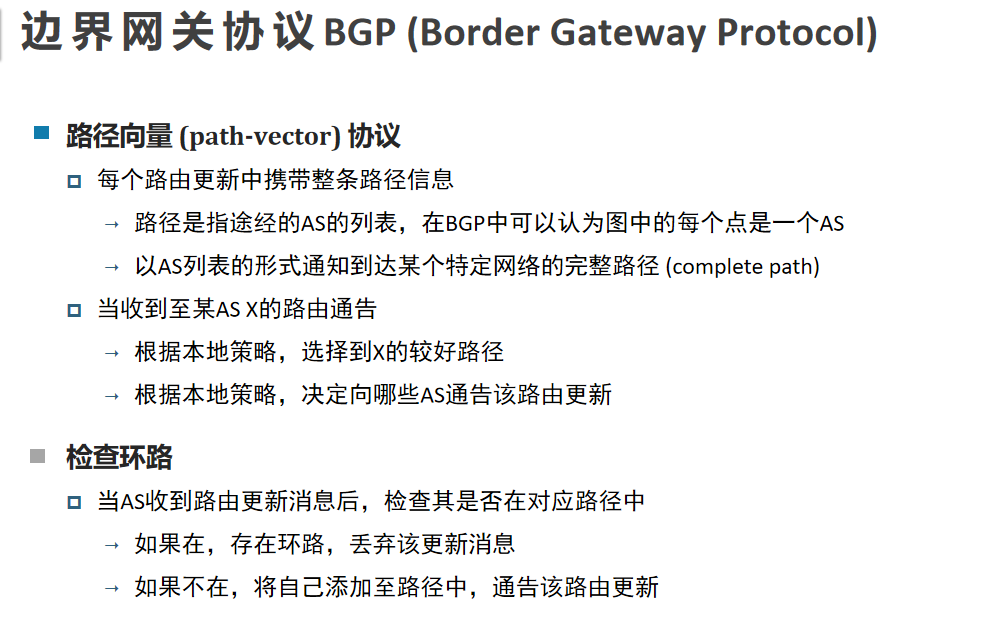 边界网关协议 BGP (Border Gateway Protocol)
路径向量 (path-vector) 协议
每个路由更新中携带整条路径信息
→ 路径是指途经的AS的列表，在BGP中可以认为图中的每个点是一个AS
→ 以AS列表的形式通知到达某个特定网络的完整路径 (complete path)
当收到至某AS X的路由通告
→ 根据本地策略，选择到X的较好路径
→ 根据本地策略，决定向哪些AS通告该路由更新
检查环路
当AS收到路由更新消息后，检查其是否在对应路径中
→ 如果在，存在环路，丢弃该更新消息
→ 如果不在，将自己添加至路径中，通告该路由更新